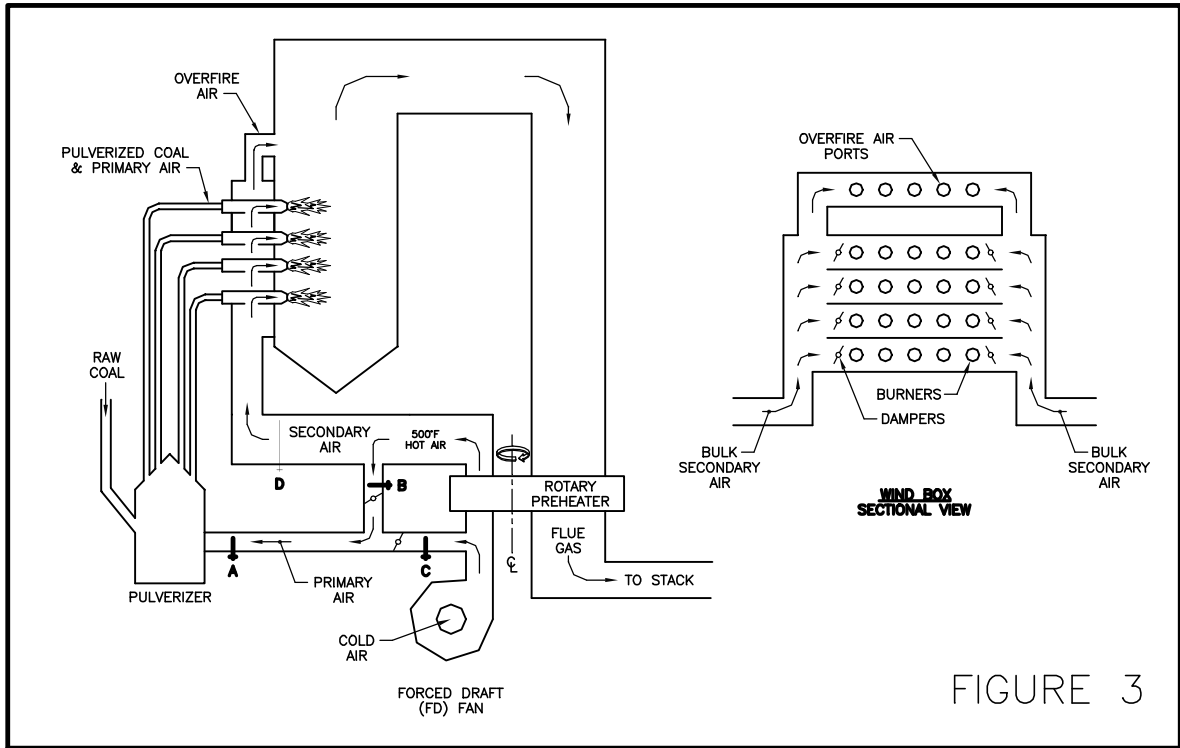 OVERFIRE
AIR
PULVERIZED COAL
& PRIMARY AIR
RAW
COAL
SECONDARY
AIR
500°F
HOT AIR
D
B
A
C
ROTARY
PREHEATER
FLUE
GAS
TO STACK
℄
PULVERIZER
PRIMARY
AIR
COLD
AIR
FORCED DRAFT
(FD) FAN
OVERFIRE AIR
PORTS
BURNERS
DAMPERS
BULK
SECONDARY
AIR
BULK
SECONDARY
AIR
WIND BOX
SECTIONAL VIEW
FIGURE 3